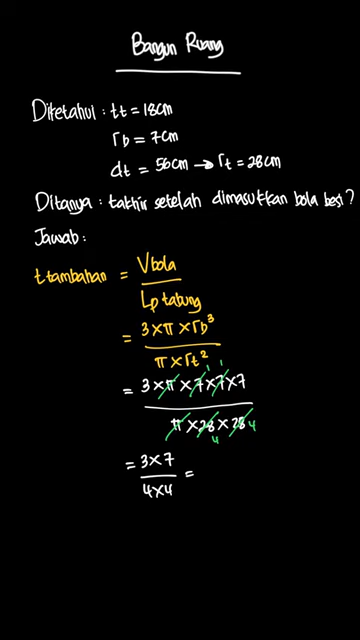 Bangun Ruang
Diketahui : tt = 18cm
rb = 7cm
dt = 56cm → rt = 28cm
Ditanya : takhir setelah dimasukkan bola besi?
Jawab :
t tambahan = Vbola / Lp tabung
= 3 × π × rb³ / π × rt²
= 3 × π × 7 × 7 × 7 / π × 28 × 28
1 1
4 4
= 3 × 7 / 4 × 4 =